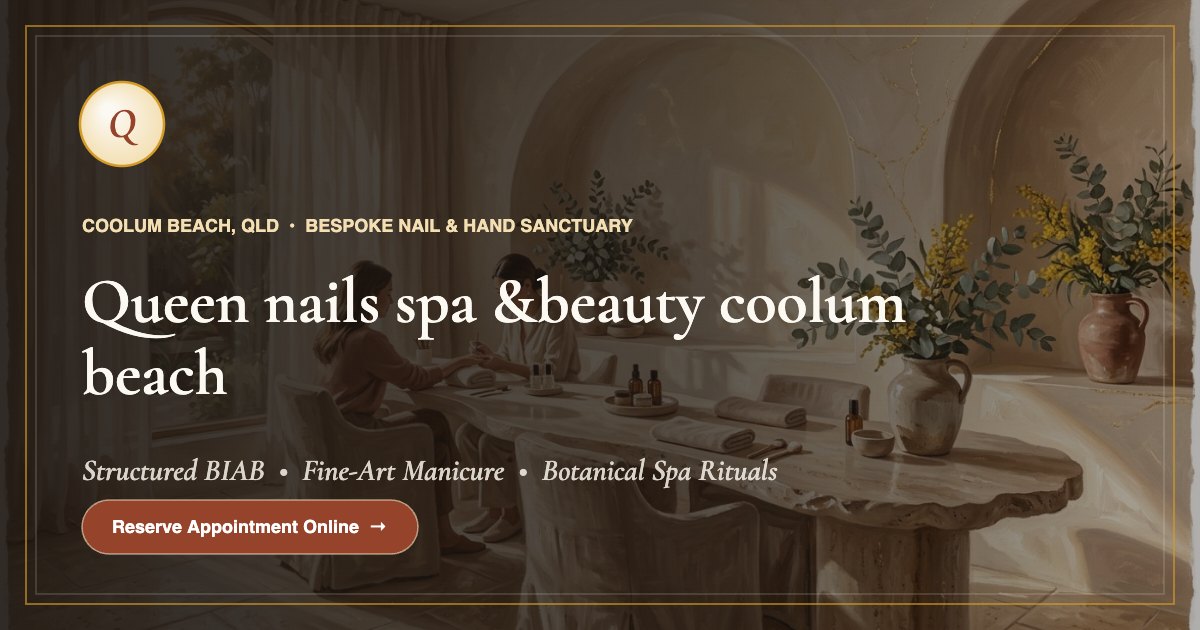 Q
COOLUM BEACH, QLD • BESPOKE NAIL & HAND SANCTUARY
Queen nails spa &beauty coolum
beach
Structured BIAB • Fine-Art Manicure • Botanical Spa Rituals
Reserve Appointment Online →